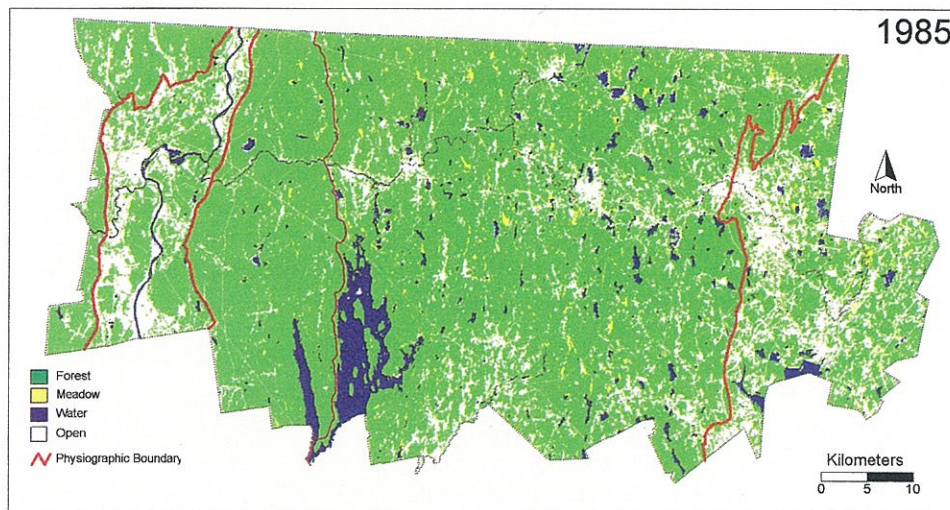 1985
North
Forest
Meadow
Water
Open
Physiographic Boundary
Kilometers
0 5 10